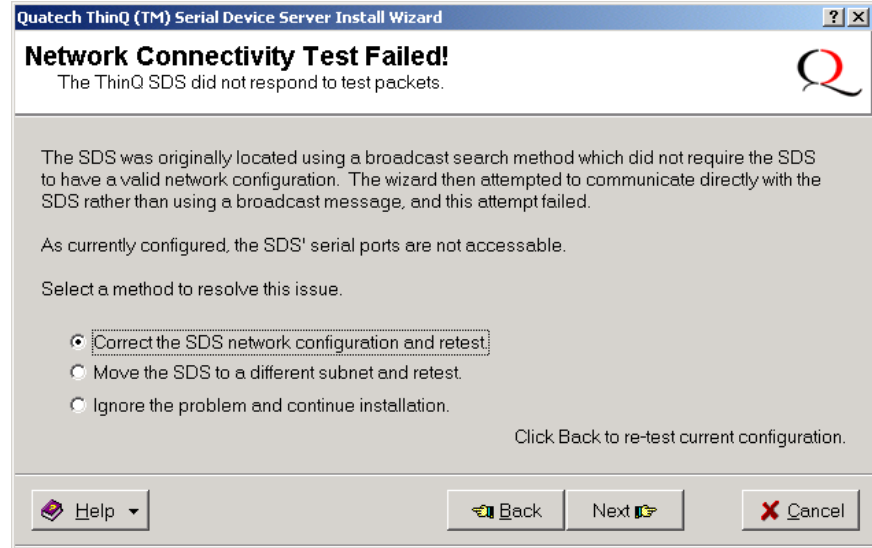 Quatech ThinQ (TM) Serial Device Server Install Wizard
Network Connectivity Test Failed!
The ThinQ SDS did not respond to test packets.
The SDS was originally located using a broadcast search method which did not require the SDS
to have a valid network configuration. The wizard then attempted to communicate directly with the
SDS rather than using a broadcast message, and this attempt failed.
As currently configured, the SDS' serial ports are not accessable.
Select a method to resolve this issue.
Correct the SDS network configuration and retest.
Move the SDS to a different subnet and retest.
Ignore the problem and continue installation.
Click Back to re-test current configuration.
Help Back Next Cancel